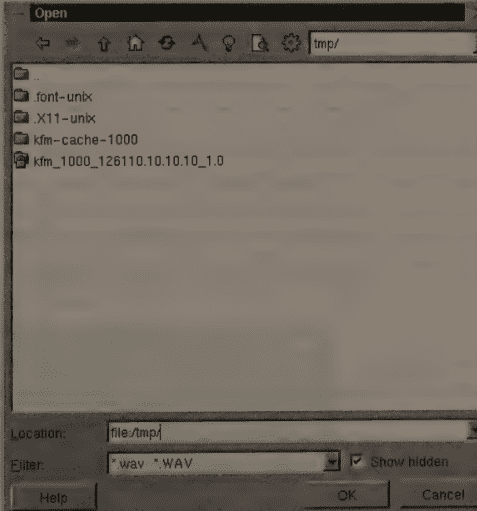 Open
tmp/
..
.font-unix
.X11-unix
kfm-cache-1000
kfm_1000_126110.10.10.10_1.0
Location: file:/tmp/
Filter: *.wav *.WAV Show hidden
Help OK Cancel